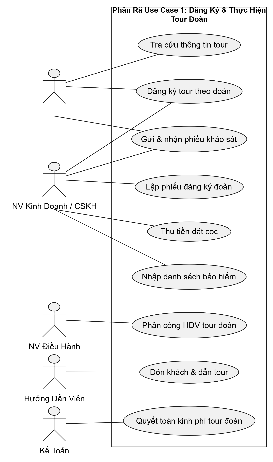 Phân Rã Use Case 1: Đăng Ký & Thực Hiện
Tour Đoàn
Tra cứu thông tin tour
Đăng ký tour theo đoàn
Gửi & nhận phiếu khảo sát
NV Kinh Doanh / CSKH
Lập phiếu đăng ký đoàn
Thu tiền đặt cọc
Nhập danh sách bảo hiểm
NV Điều Hành
Phân công HDV tour đoàn
Hướng Dẫn Viên
Đón khách & dẫn tour
Kế Toán
Quyết toán kinh phí tour đoàn